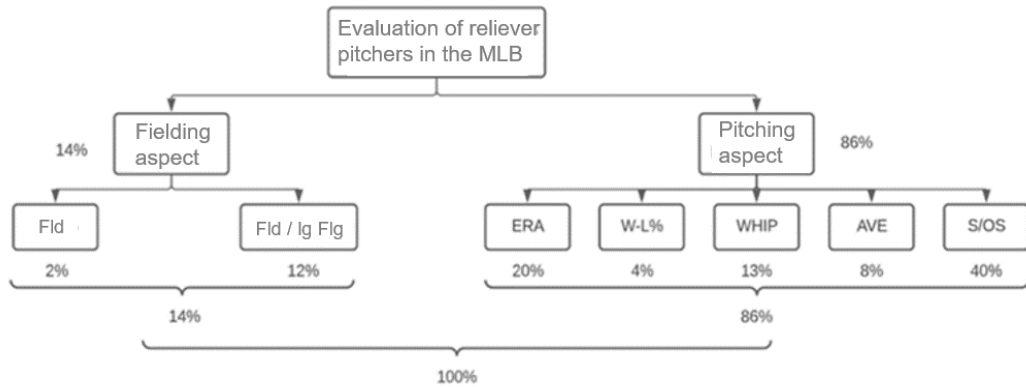 Evaluation of reliever
pitchers in the MLB
14%
Fielding
aspect
Pitching
aspect
86%
Fld
Fld / lg Flg
ERA
W-L%
WHIP
AVE
S/OS
2%
12%
20%
4%
13%
8%
40%
14%
86%
100%